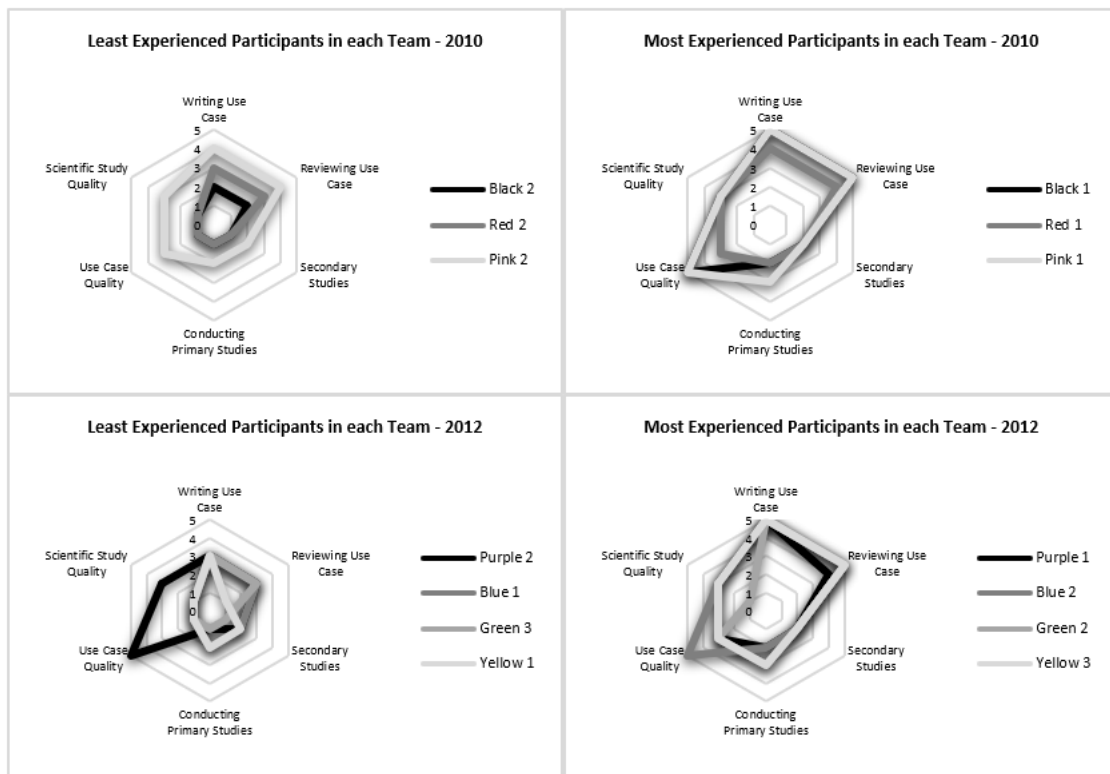 Least Experienced Participants in each Team - 2010
Writing Use
Case
5
4
3
2
1
0
Scientific Study
Quality
Reviewing Use
Case
Use Case
Quality
Secondary
Studies
Conducting
Primary Studies
Black 2
Red 2
Pink 2
Most Experienced Participants in each Team - 2010
Writing Use
Case
5
4
3
2
1
0
Scientific Study
Quality
Reviewing Use
Case
Use Case
Quality
Secondary
Studies
Conducting
Primary Studies
Black 1
Red 1
Pink 1
Least Experienced Participants in each Team - 2012
Writing Use
Case
5
4
3
2
1
0
Scientific Study
Quality
Reviewing Use
Case
Use Case
Quality
Secondary
Studies
Conducting
Primary Studies
Purple 2
Blue 1
Green 3
Yellow 1
Most Experienced Participants in each Team - 2012
Writing Use
Case
5
4
3
2
1
0
Scientific Study
Quality
Reviewing Use
Case
Use Case
Quality
Secondary
Studies
Conducting
Primary Studies
Purple 1
Blue 2
Green 2
Yellow 3